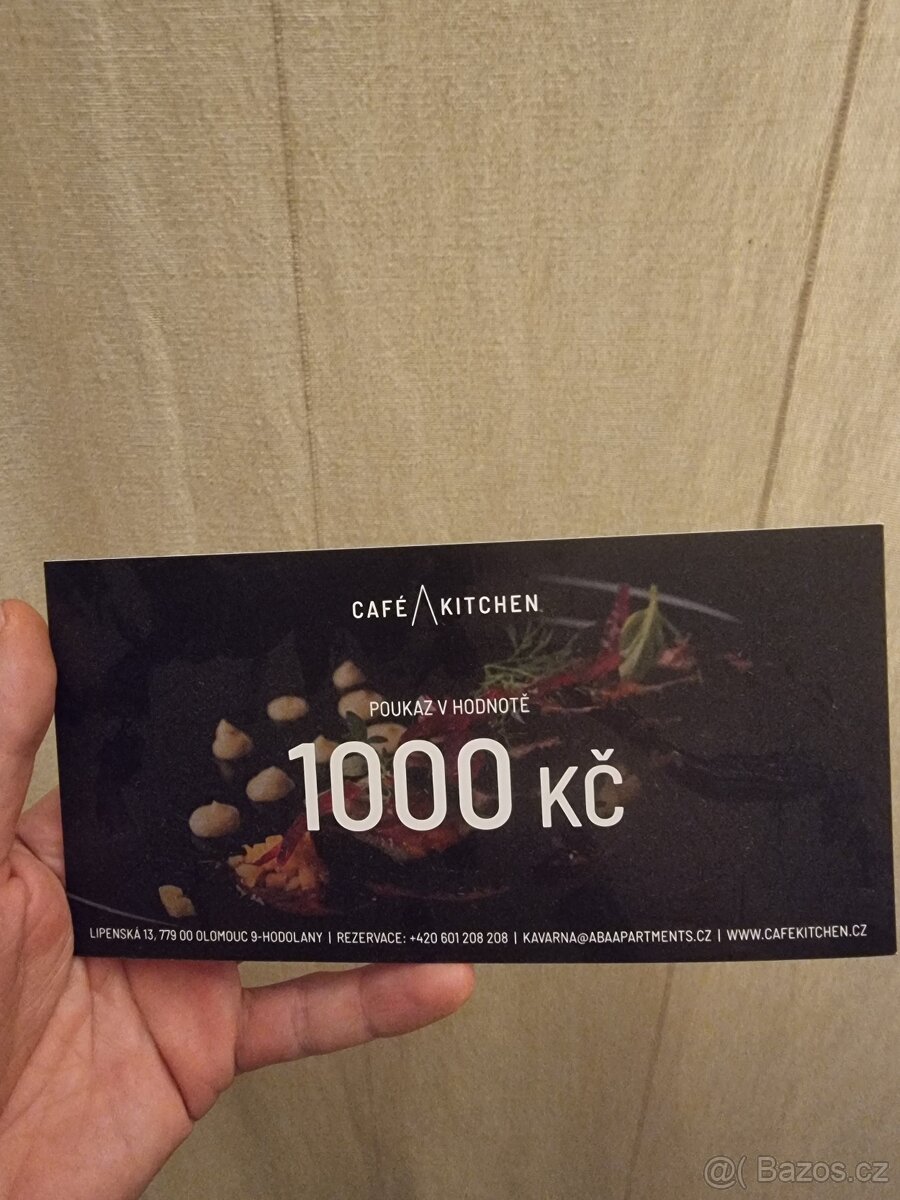 CAFÉ KITCHEN
POUKAZ V HODNOTĚ
1000 KČ
LIPENSKÁ 13, 779 00 OLOMOUC 9-HODOLANY | REZERVACE: +420 601 208 208 | KAVARNA@ABAAPARTMENTS.CZ | WWW.CAFEKITCHEN.CZ
@( Bazos.cz